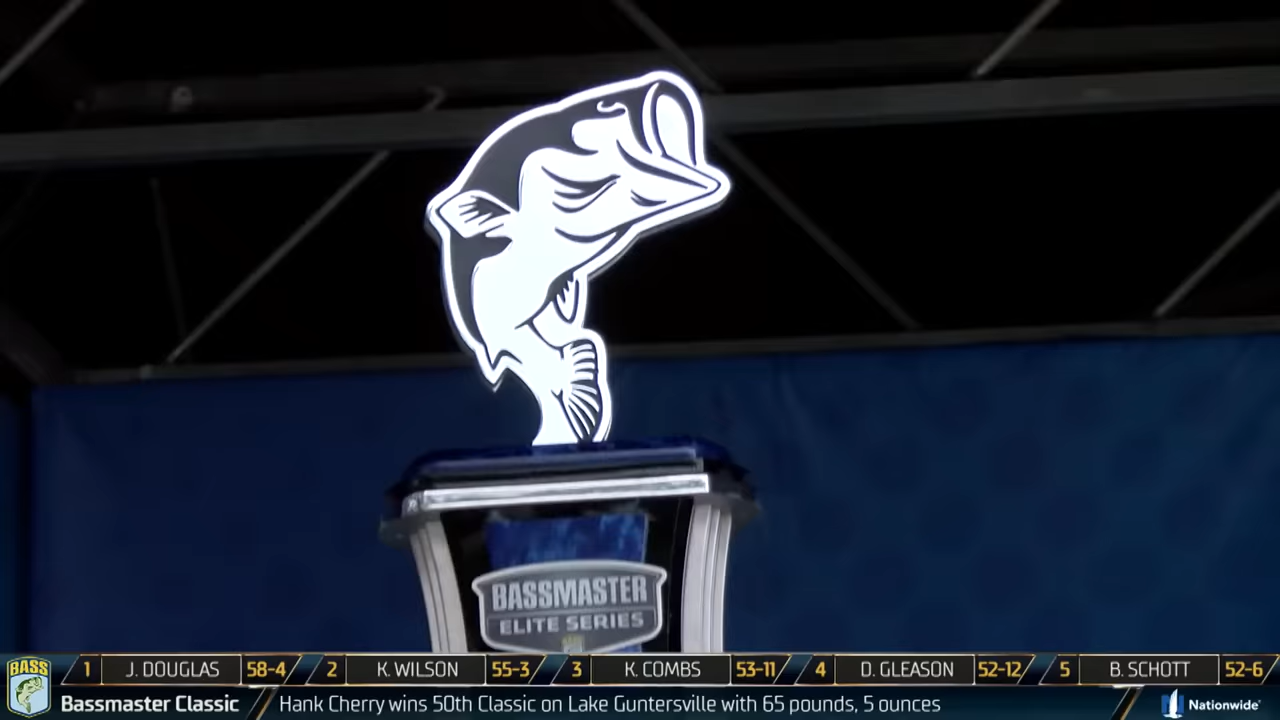 BASSMASTER
ELITE SERIES
BASS 1 J. DOUGLAS 58-4 2 K. WILSON 55-3 3 K. COMBS 53-11 4 D. GLEASON 52-12 5 B. SCHOTT 52-6
Bassmaster Classic Hank Cherry wins 50th Classic on Lake Guntersville with 65 pounds, 5 ounces Nationwide